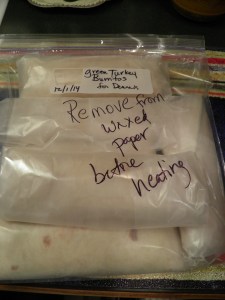 green Turkey
Burritos
12/1/14 for Deanna
Remove from
waxed
paper
before
heating